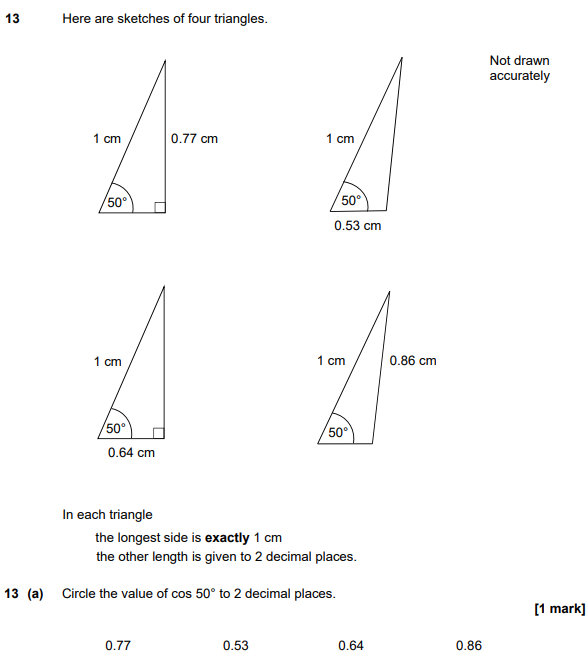 13 Here are sketches of four triangles.
Not drawn
accurately
1 cm 0.77 cm 1 cm
50° 50°
0.53 cm
1 cm 1 cm 0.86 cm
50° 50°
0.64 cm
In each triangle
the longest side is exactly 1 cm
the other length is given to 2 decimal places.
13 (a) Circle the value of cos 50° to 2 decimal places.
[1 mark]
0.77 0.53 0.64 0.86